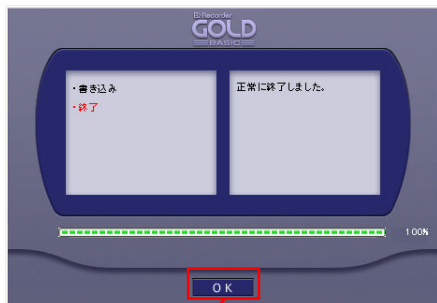 B's Recorder
GOLD
BASIC
・書き込み
・終了
正常に終了しました。
100%
OK